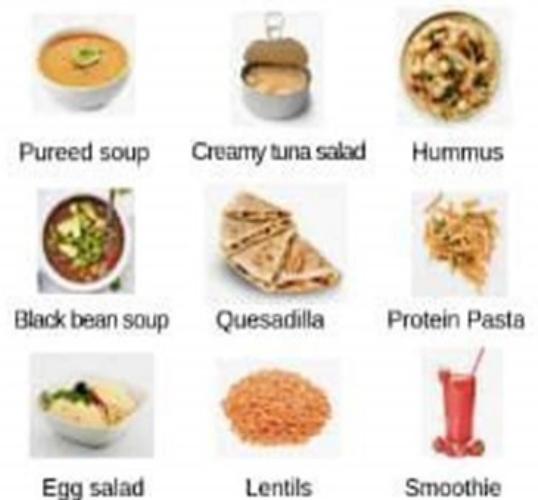 Pureed soup
Creamy tuna salad
Hummus
Black bean soup
Quesadilla
Protein Pasta
Egg salad
Lentils
Smoothie